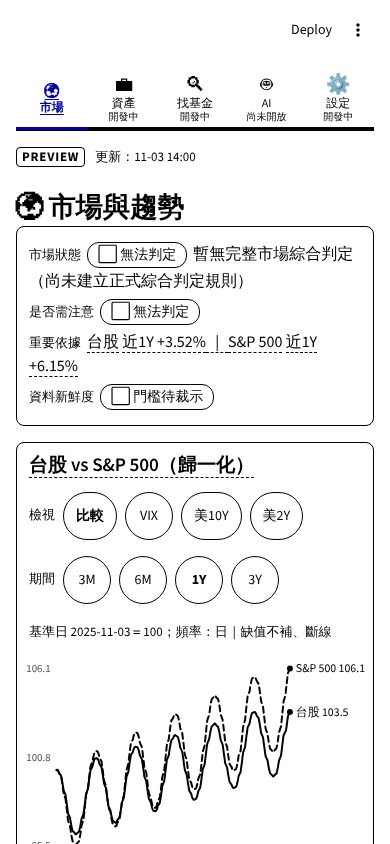 Deploy
市場
資產
開發中
找基金
開發中
AI
尚未開放
設定
開發中
PREVIEW 更新：11-03 14:00
市場與趨勢
市場狀態 無法判定 暫無完整市場綜合判定
（尚未建立正式綜合判定規則）
是否需注意 無法判定
重要依據 台股 近1Y +3.52% ｜ S&P 500 近1Y
+6.15%
資料新鮮度 門檻待裁示
台股 vs S&P 500（歸一化）
檢視 比較 VIX 美10Y 美2Y
期間 3M 6M 1Y 3Y
基準日 2025-11-03＝100；頻率：日｜缺值不補、斷線
106.1
S&P 500 106.1
台股 103.5
100.8